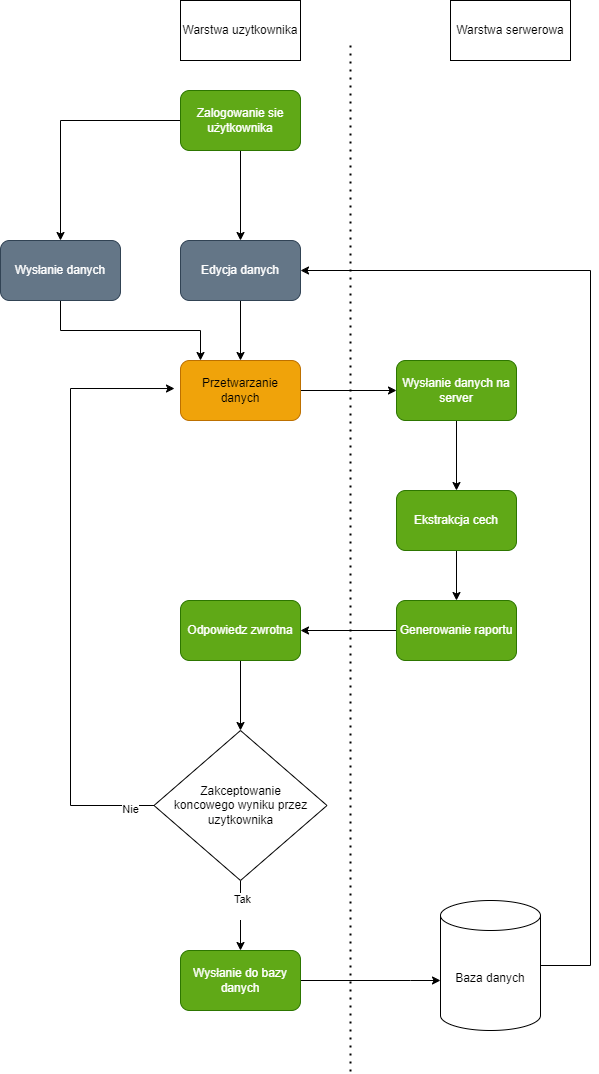 Warstwa uzytkownika
Warstwa serwerowa
Zalogowanie sie
użytkownika
Wysłanie danych
Edycja danych
Przetwarzanie
danych
Wysłanie danych na
server
Ekstrakcja cech
Odpowiedz zwrotna
Generowanie raportu
Zakceptowanie
koncowego wyniku przez
uzytkownika
Nie
Tak
Wysłanie do bazy
danych
Baza danych